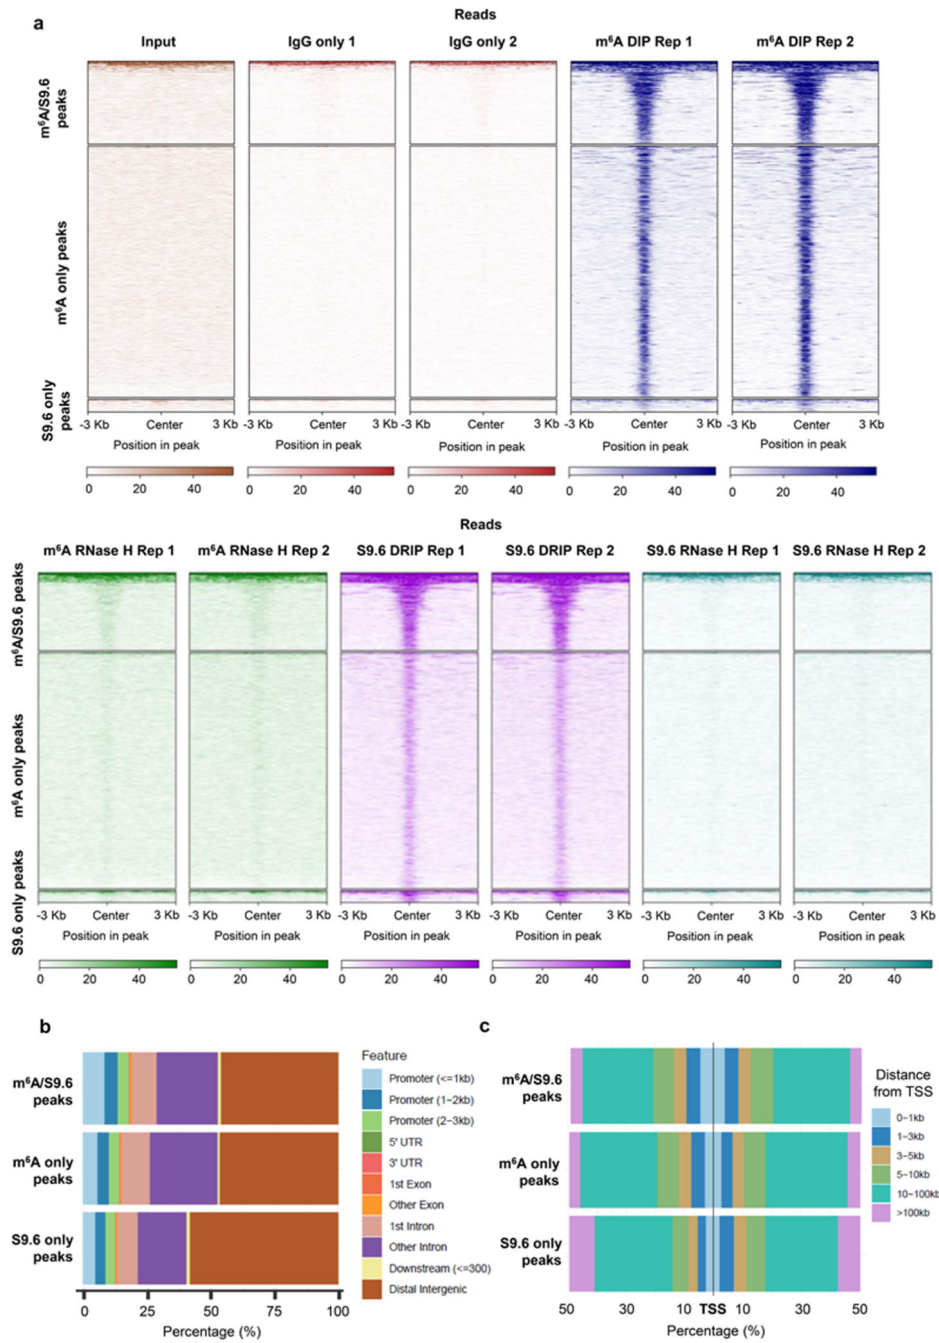 a
Reads
Input IgG only 1 IgG only 2 m⁶A DIP Rep 1 m⁶A DIP Rep 2
m⁶A/S9.6 peaks
m⁶A only peaks
S9.6 only peaks
-3 Kb Center 3 Kb -3 Kb Center 3 Kb -3 Kb Center 3 Kb -3 Kb Center 3 Kb -3 Kb Center 3 Kb
Position in peak Position in peak Position in peak Position in peak Position in peak
0 20 40 0 20 40 0 20 40 0 20 40 0 20 40
Reads
m⁶A RNase H Rep 1 m⁶A RNase H Rep 2 S9.6 DRIP Rep 1 S9.6 DRIP Rep 2 S9.6 RNase H Rep 1 S9.6 RNase H Rep 2
m⁶A/S9.6 peaks
m⁶A only peaks
S9.6 only peaks
-3 Kb Center 3 Kb -3 Kb Center 3 Kb -3 Kb Center 3 Kb -3 Kb Center 3 Kb -3 Kb Center 3 Kb -3 Kb Center 3 Kb
Position in peak Position in peak Position in peak Position in peak Position in peak Position in peak
0 20 40 0 20 40 0 20 40 0 20 40 0 20 40 0 20 40
b
m⁶A/S9.6
peaks
m⁶A only
peaks
S9.6 only
peaks
0 25 50 75 100
Percentage (%)
Feature
Promoter (<=1kb)
Promoter (1-2kb)
Promoter (2-3kb)
5' UTR
3' UTR
1st Exon
Other Exon
1st Intron
Other Intron
Downstream (<=300)
Distal Intergenic
c
m⁶A/S9.6
peaks
m⁶A only
peaks
S9.6 only
peaks
50 30 10 TSS 10 30 50
Percentage (%)
Distance
from TSS
0-1kb
1-3kb
3-5kb
5-10kb
10-100kb
>100kb